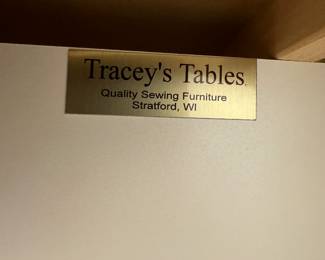 Tracey's Tables
Quality Sewing Furniture
Stratford, WI